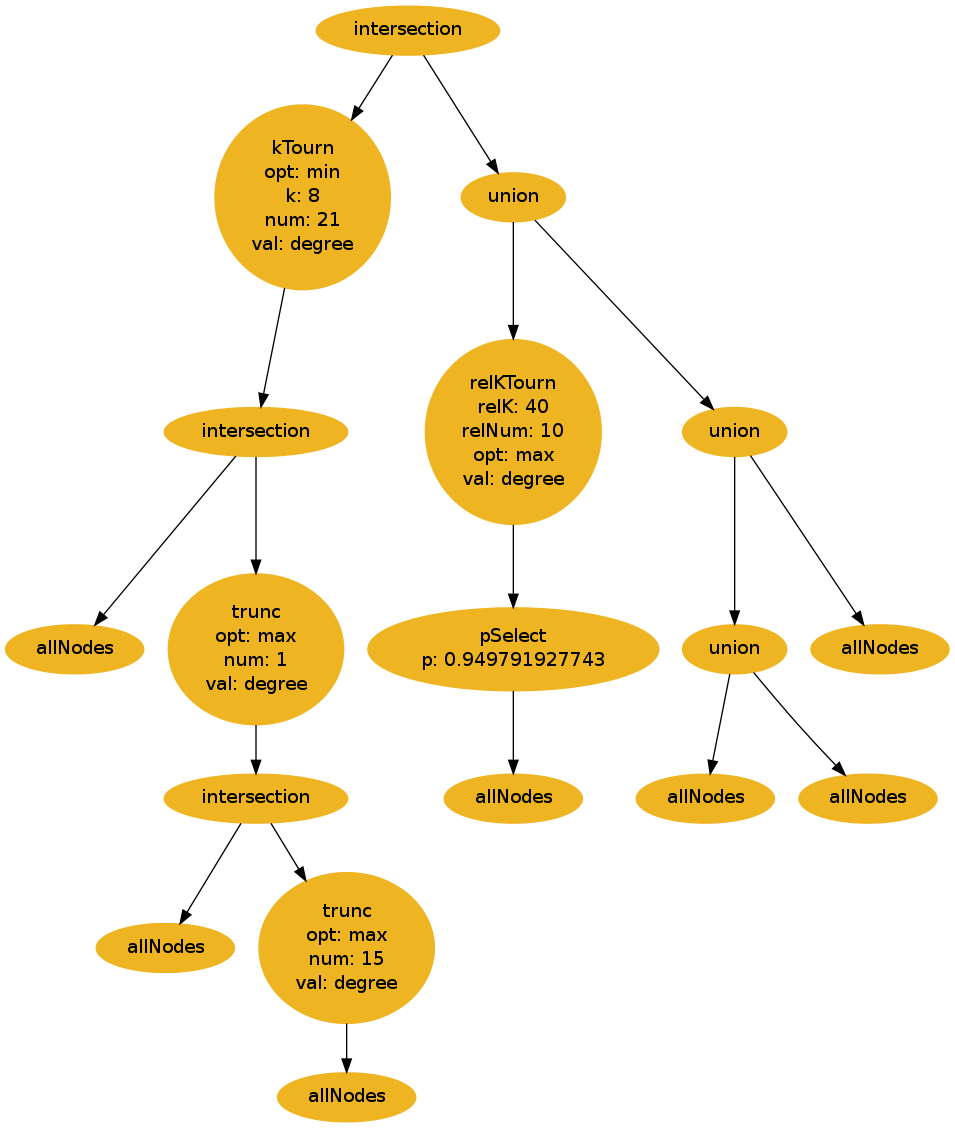 intersection
kTourn
opt: min
k: 8
num: 21
val: degree
union
intersection
relKTourn
relK: 40
relNum: 10
opt: max
val: degree
union
allNodes
trunc
opt: max
num: 1
val: degree
pSelect
p: 0.949791927743
union
allNodes
intersection
allNodes
allNodes
allNodes
allNodes
trunc
opt: max
num: 15
val: degree
allNodes